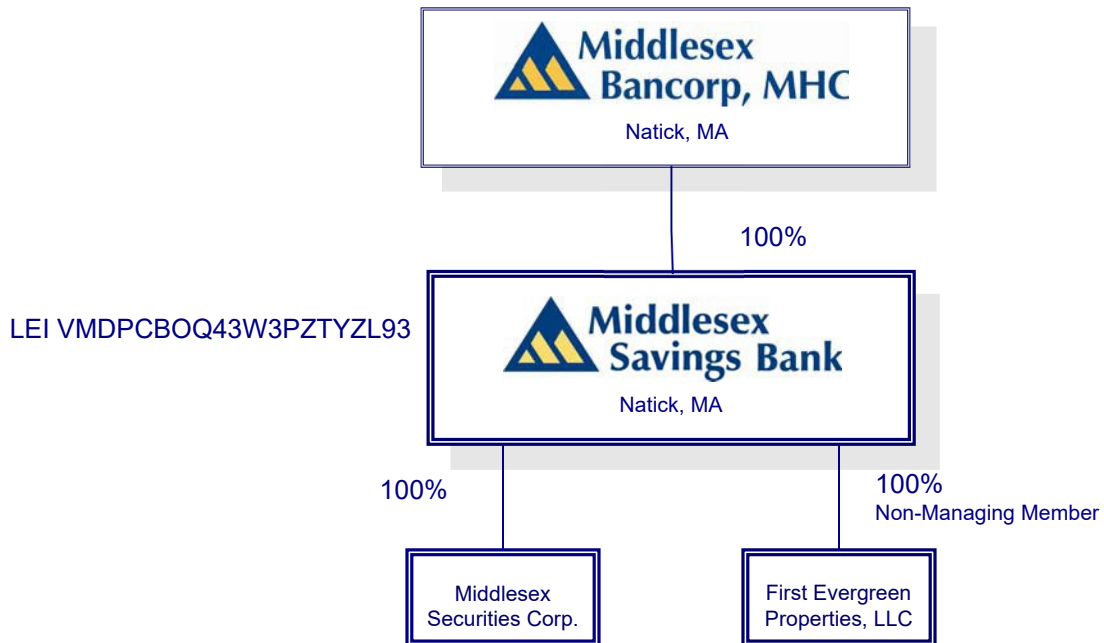 Middlesex
Bancorp, MHC
Natick, MA
100%
LEI VMDPCBOQ43W3PZTYZL93
Middlesex
Savings Bank
Natick, MA
100%
100%
Non-Managing Member
Middlesex
Securities Corp.
First Evergreen
Properties, LLC